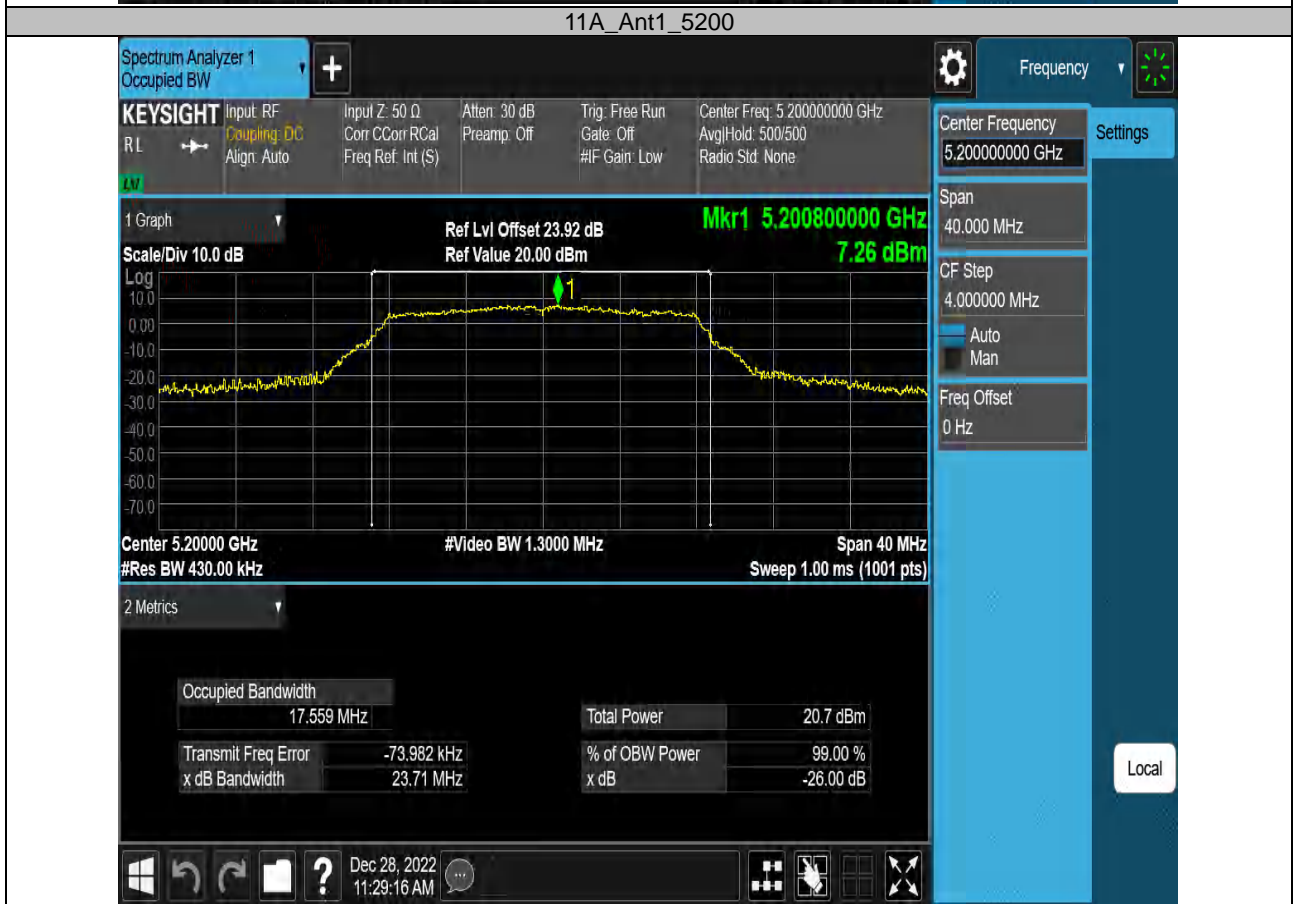 11A_Ant1_5200
Spectrum Analyzer 1
Occupied BW
Frequency
KEYSIGHT
RL
Input: RF
Coupling: DC
Align: Auto
Input Z: 50 Ω
Corr CCorr RCal
Freq Ref: Int (S)
Atten: 30 dB
Preamp: Off
Trig: Free Run
Gate: Off
#IF Gain: Low
Center Freq: 5.200000000 GHz
Avg|Hold: 500/500
Radio Std: None
Center Frequency
5.200000000 GHz
Settings
Span
40.000 MHz
CF Step
4.000000 MHz
Auto
Man
Freq Offset
0 Hz
1 Graph
Scale/Div 10.0 dB
Ref Lvl Offset 23.92 dB
Ref Value 20.00 dBm
Mkr1 5.200800000 GHz
7.26 dBm
Log
10.0
0.00
-10.0
-20.0
-30.0
-40.0
-50.0
-60.0
-70.0
1
Center 5.20000 GHz
#Video BW 1.3000 MHz
Span 40 MHz
#Res BW 430.00 kHz
Sweep 1.00 ms (1001 pts)
2 Metrics
Occupied Bandwidth
17.559 MHz
Total Power 20.7 dBm
Transmit Freq Error -73.982 kHz
% of OBW Power 99.00 %
x dB Bandwidth 23.71 MHz
x dB -26.00 dB
Local
?
Dec 28, 2022
11:29:16 AM